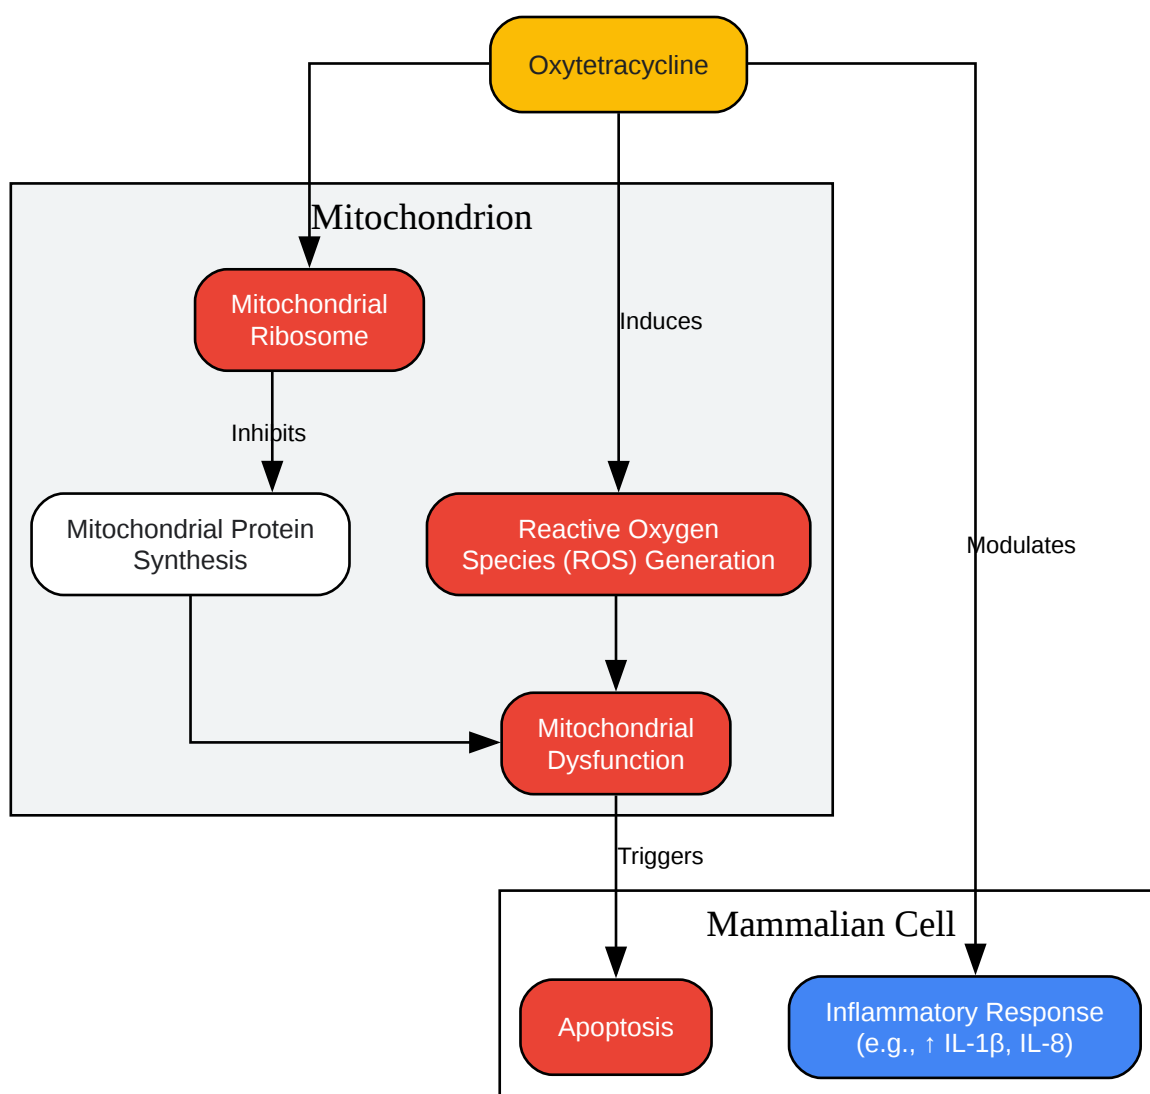 Oxytetracycline
Mitochondrion
Mitochondrial
Ribosome
Induces
Inhibits
Mitochondrial Protein
Synthesis
Reactive Oxygen
Species (ROS) Generation
Modulates
Mitochondrial
Dysfunction
Triggers
Mammalian Cell
Apoptosis
Inflammatory Response
(e.g., ↑ IL-1β, IL-8)